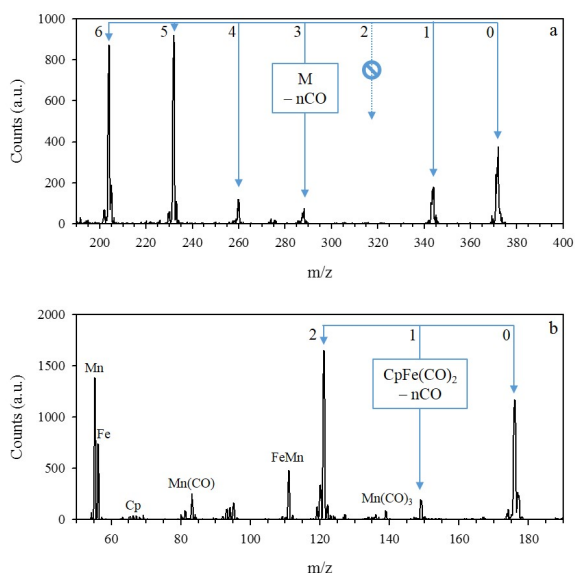 1000
800
600
400
200
0
Counts (a.u.)
6 5 4 3 2 1 0
a
M
– nCO
200 220 240 260 280 300 320 340 360 380 400
m/z
2000
1500
1000
500
0
Counts (a.u.)
2 1 0
b
CpFe(CO)₂
– nCO
Mn
Fe
Cp
Mn(CO)
FeMn
Mn(CO)₃
60 80 100 120 140 160 180
m/z